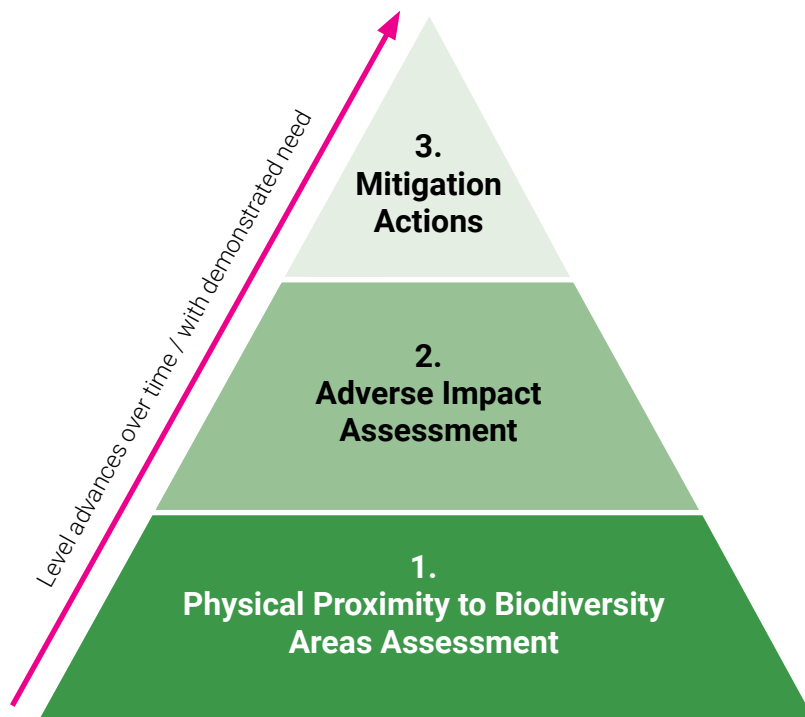 3.
Mitigation
Actions
Level advances over time / with demonstrated need
2.
Adverse Impact
Assessment
1.
Physical Proximity to Biodiversity
Areas Assessment